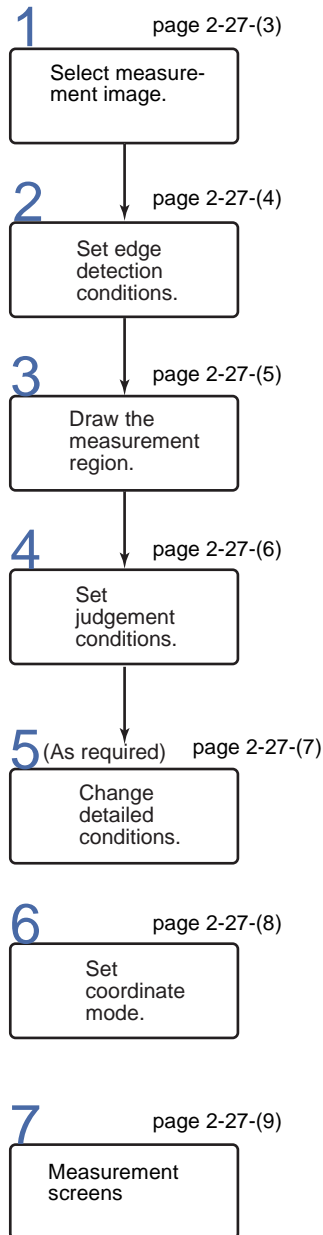 1
page 2-27-(3)
Select measure-
ment image.
2
page 2-27-(4)
Set edge
detection
conditions.
3
page 2-27-(5)
Draw the
measurement
region.
4
page 2-27-(6)
Set
judgement
conditions.
5 (As required) page 2-27-(7)
Change
detailed
conditions.
6
page 2-27-(8)
Set
coordinate
mode.
7
page 2-27-(9)
Measurement
screens